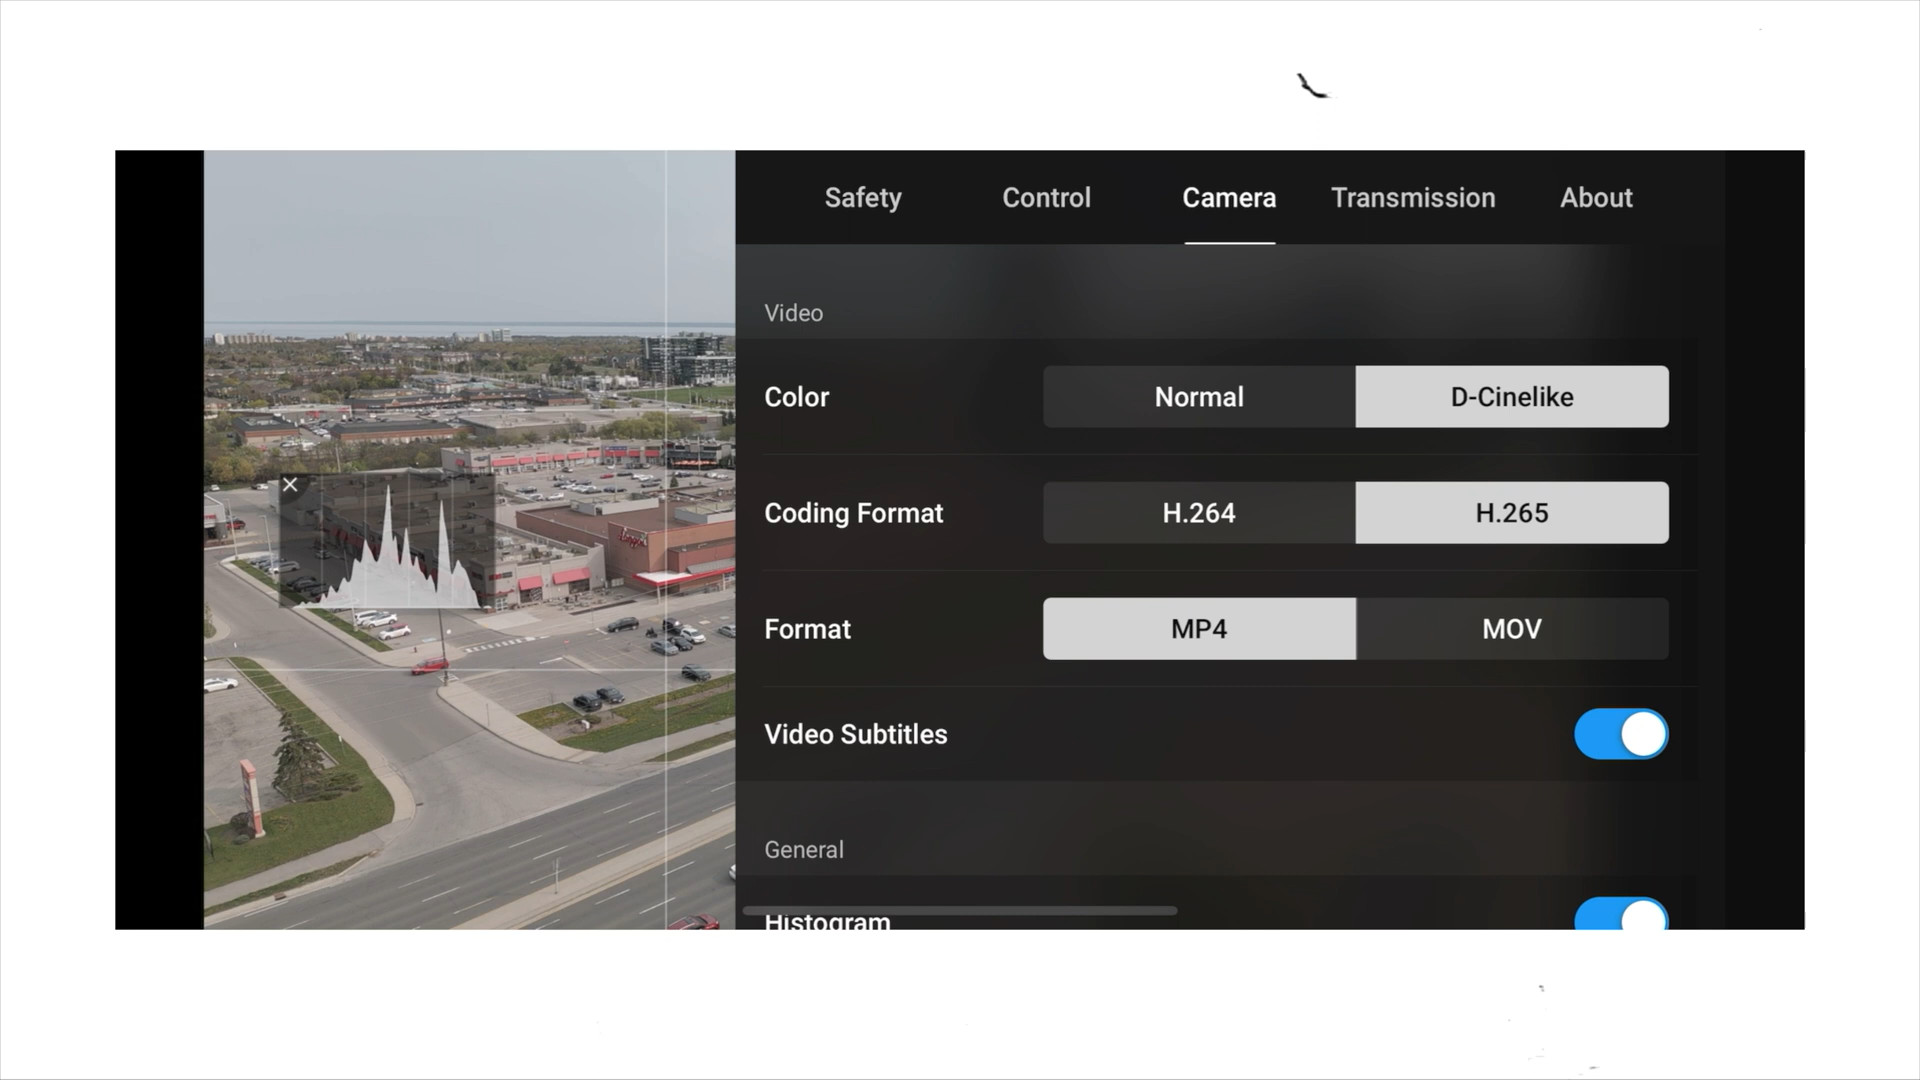 Safety Control Camera Transmission About
Video
Color Normal D-Cinelike
Coding Format H.264 H.265
Format MP4 MOV
Video Subtitles
General
Histogram
Longo's